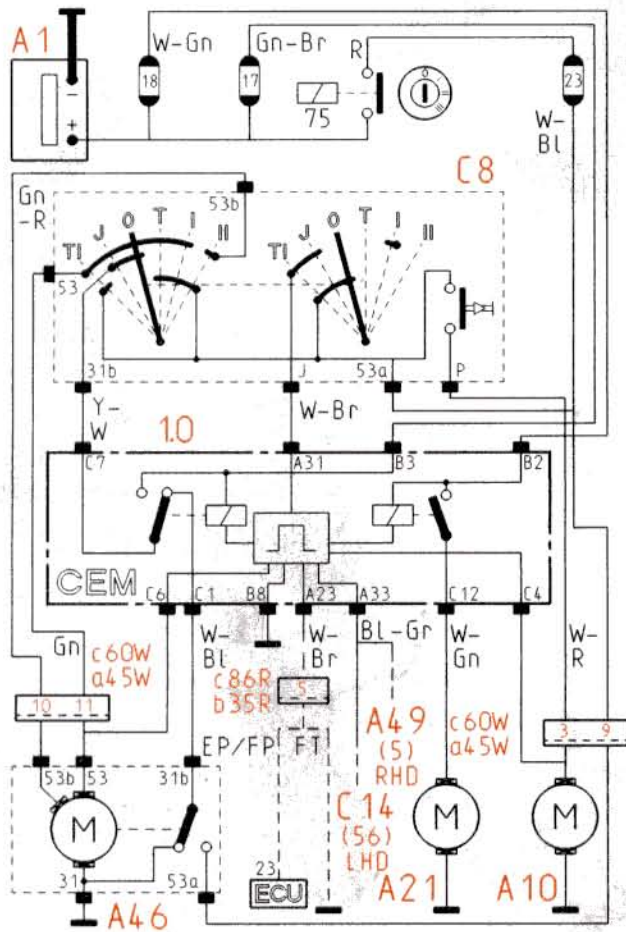 A1
W-Gn
Gn-Br
R
18
17
75
O
I
II
III
23
W-
Bl
-
+
Gn
-R
53b
C8
TI
J
O
T
I
II
TI
J
O
T
I
II
53
31b
J
53a
P
Y-
W
1.0
W-Br
C7
A31
B3
B2
CEM
C6
C1
B8
A23
A33
C12
C4
Gn
c60W
a45W
W-
Bl
W-
Br
Bl-Gr
W-
Gn
W-
R
c86R
b35R
5
10
11
EP/FP
FT
A49
(5)
RHD
c60W
a45W
3
9
53b
53
31b
M
C14
(56)
LHD
M
M
31
53a
23
ECU
A46
A21
A10